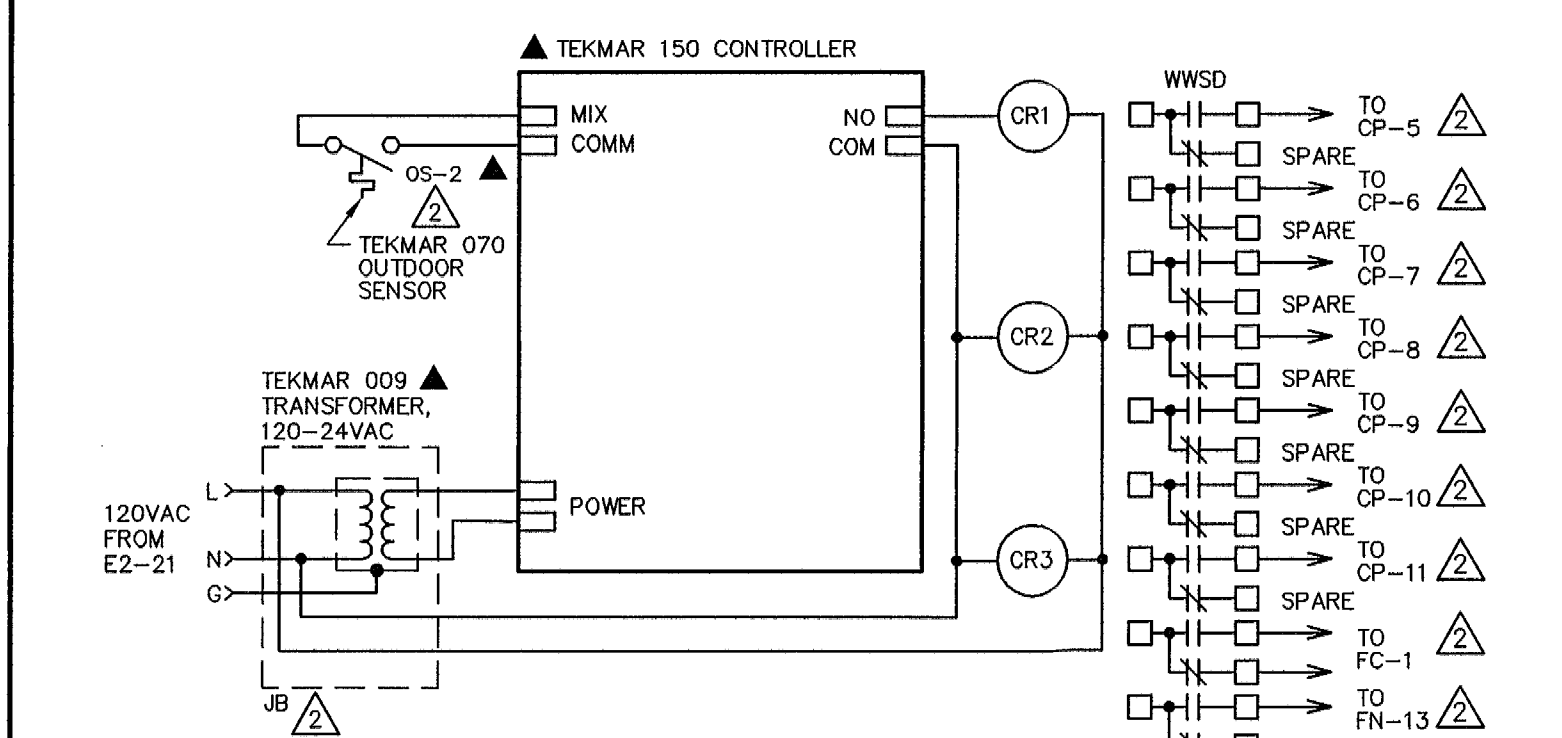 TEKMAR 150 CONTROLLER
MIX
COMM
NO
COM
CR1
OS-2
2
TEKMAR 070
OUTDOOR
SENSOR
CR2
TEKMAR 009
TRANSFORMER,
120-24VAC
L
120VAC
FROM
E2-21
N
G
POWER
CR3
JB
2
WWSD
TO
CP-5
2
SPARE
TO
CP-6
2
SPARE
TO
CP-7
2
SPARE
TO
CP-8
2
SPARE
TO
CP-9
2
SPARE
TO
CP-10
2
SPARE
TO
CP-11
2
SPARE
TO
FC-1
2
TO
FN-13
2